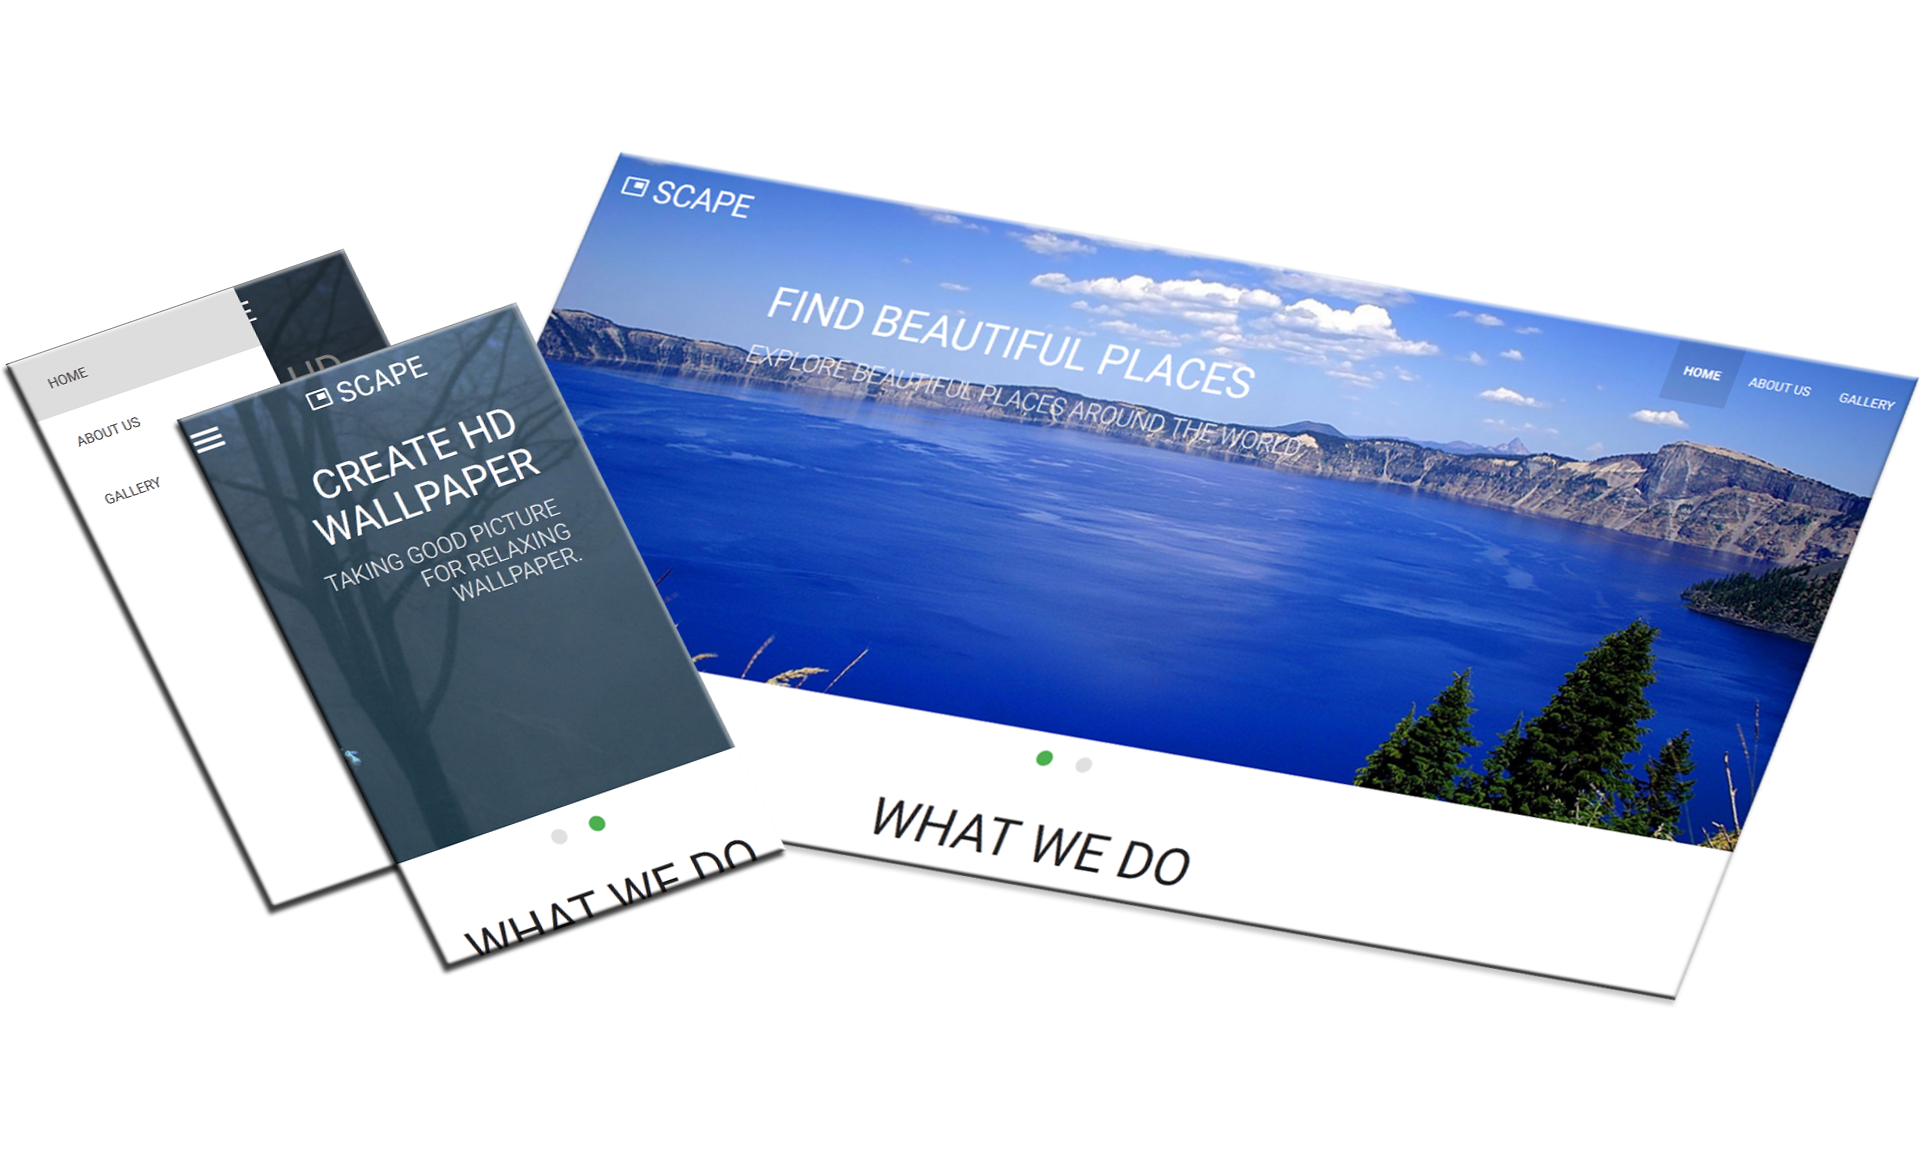 HOME
ABOUT US
GALLERY
HD
SCAPE
CREATE HD
WALLPAPER
TAKING GOOD PICTURE
FOR RELAXING
WALLPAPER.
WHAT WE DO
SCAPE
HOME
ABOUT US
GALLERY
FIND BEAUTIFUL PLACES
EXPLORE BEAUTIFUL PLACES AROUND THE WORLD.
WHAT WE DO